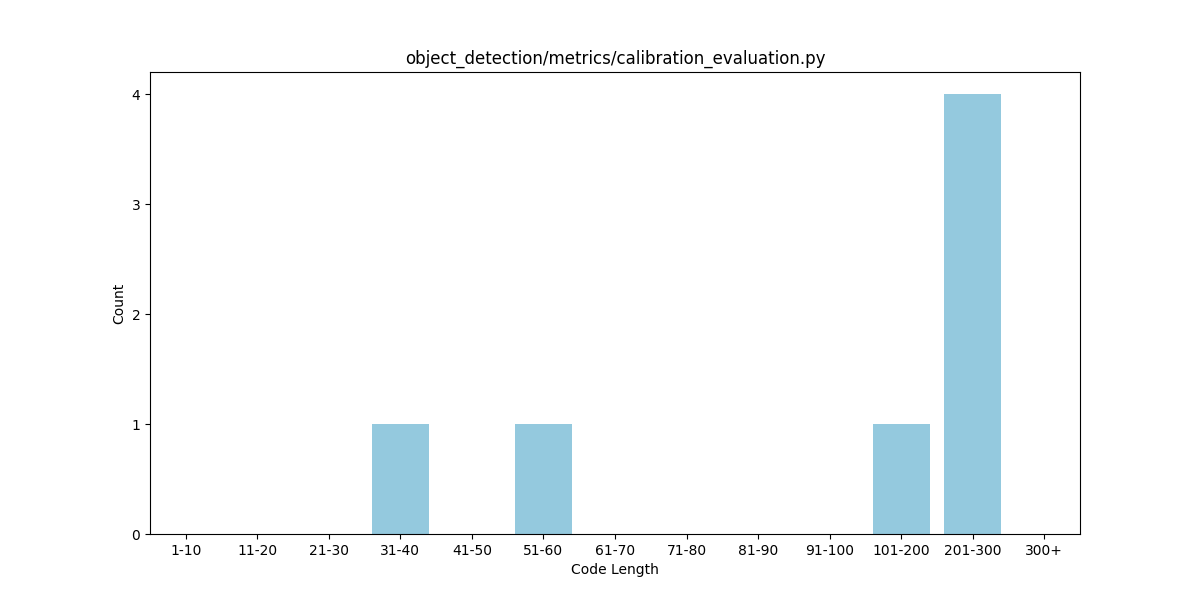 object_detection/metrics/calibration_evaluation.py
4
3
2
1
0
Count
1-10 11-20 21-30 31-40 41-50 51-60 61-70 71-80 81-90 91-100 101-200 201-300 300+
Code Length